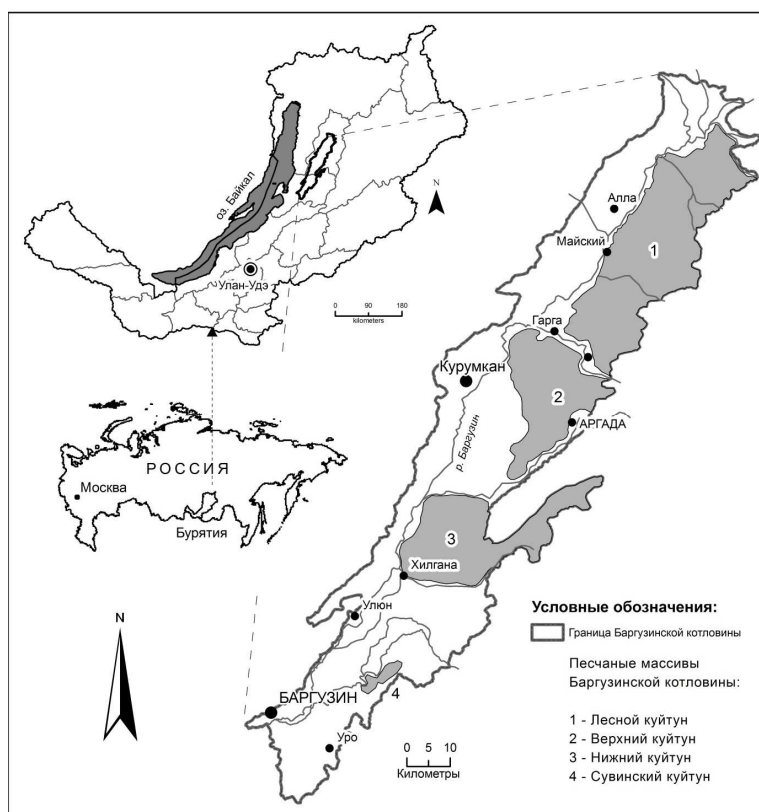 оз. Байкал
N
Улан-Удэ
0 90 180
kilometers
РОССИЯ
Москва
Бурятия
N
Алла
Майский
1
Гарга
Курумкан
2
р. Баргузин
АРГАДА
3
Хилгана
Улюн
БАРГУЗИН
4
Уро
0 5 10
Километры
Условные обозначения:
Граница Баргузинской котловины
Песчаные массивы
Баргузинской котловины:
1 - Лесной куйтун
2 - Верхний куйтун
3 - Нижний куйтун
4 - Сувинский куйтун